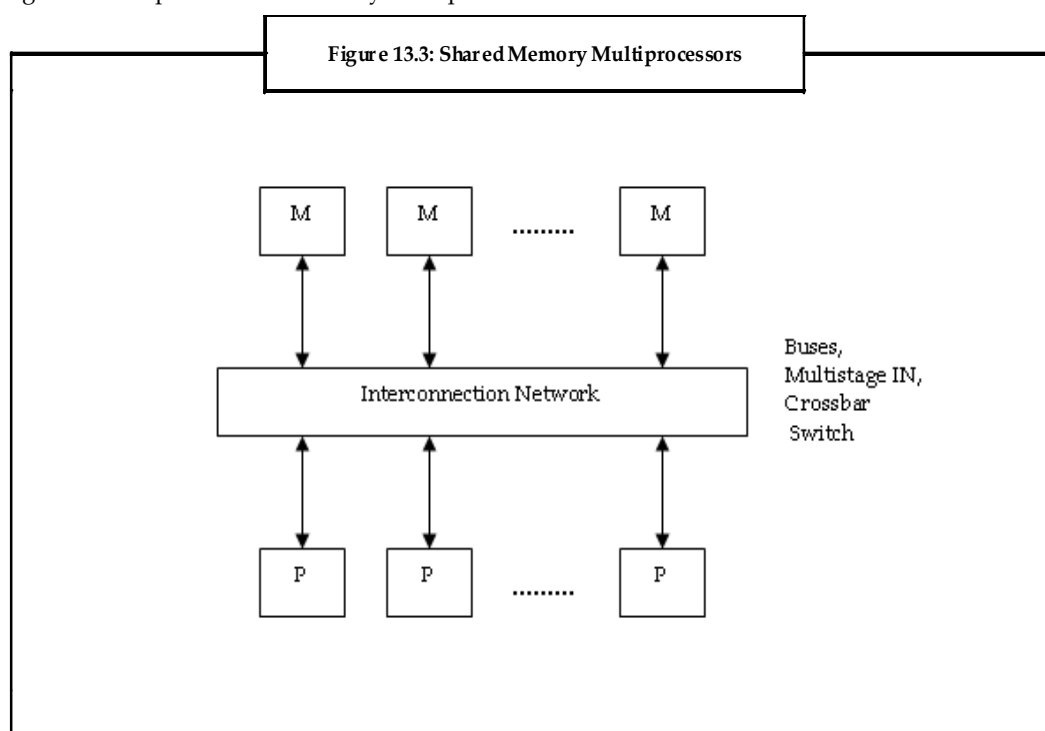 Figure 13.3: Shared Memory Multiprocessors
M M ......... M
Buses,
Multistage IN,
Crossbar
Switch
Interconnection Network
P P ......... P